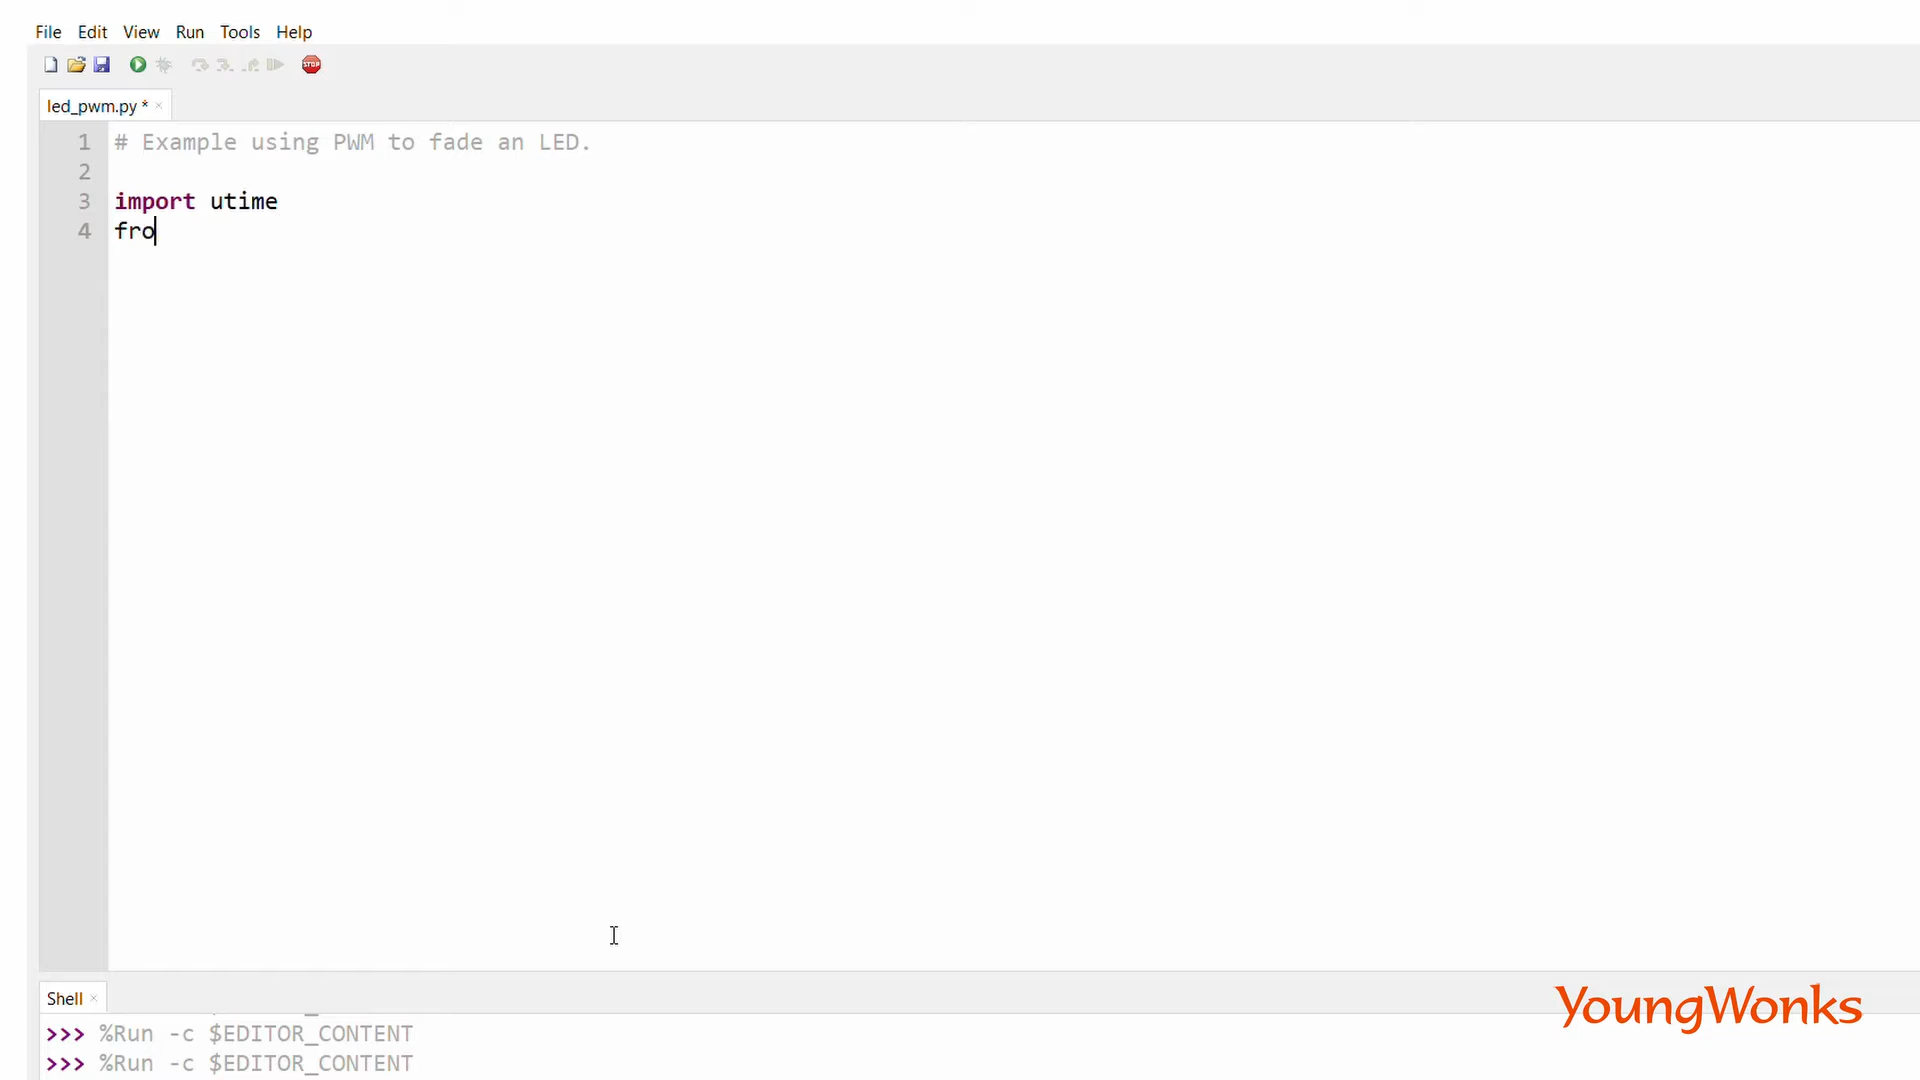 File Edit View Run Tools Help
STOP
led_pwm.py * ×
1 # Example using PWM to fade an LED.
2
3 import utime
4 fro
Shell ×
>>> %Run -c $EDITOR_CONTENT
>>> %Run -c $EDITOR_CONTENT
YoungWonks